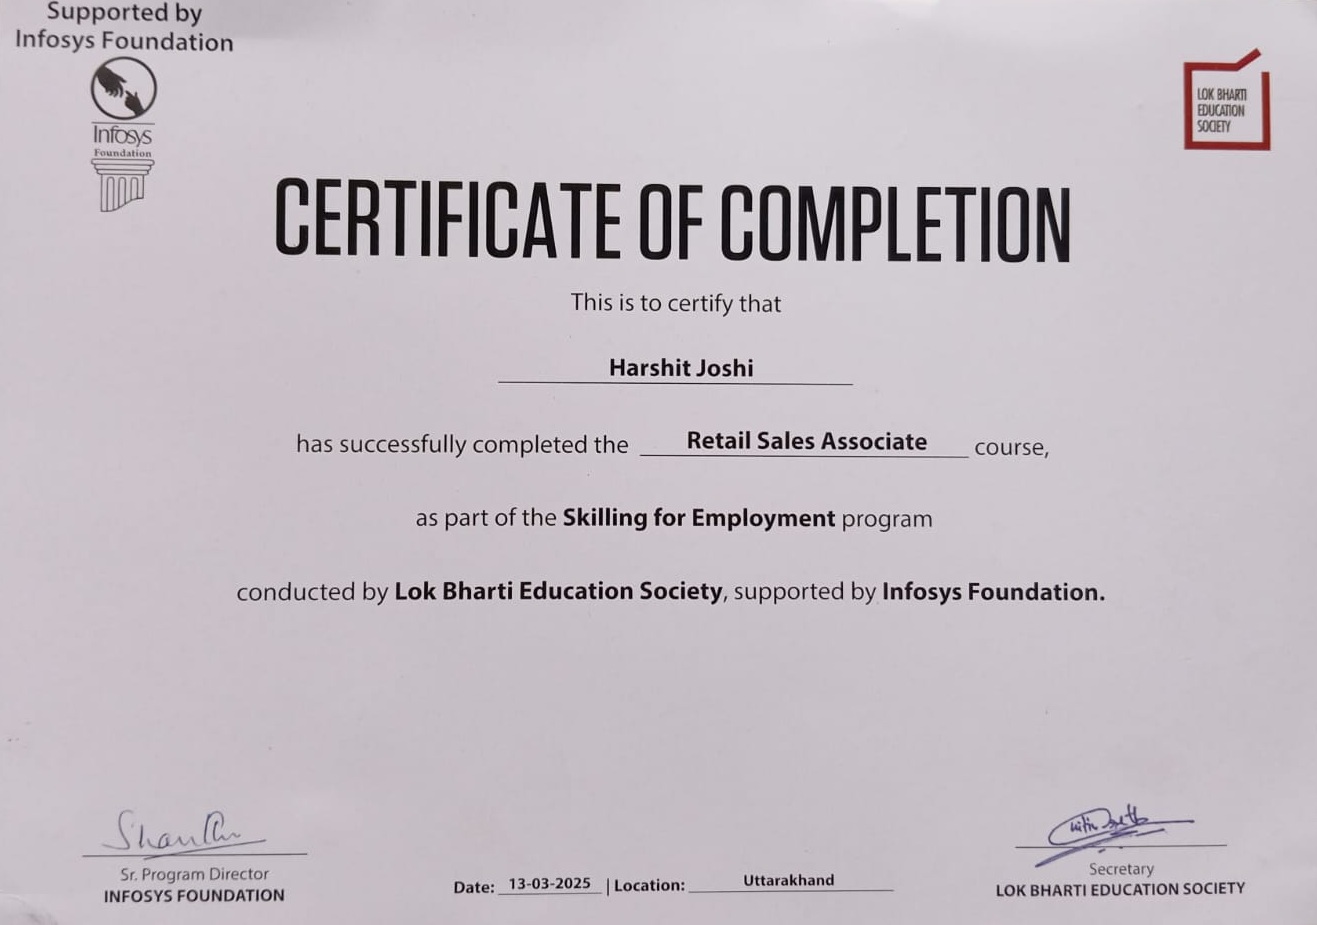 Supported by
Infosys Foundation
Infosys
Foundation
LOK BHARTI
EDUCATION
SOCIETY
CERTIFICATE OF COMPLETION
This is to certify that
Harshit Joshi
has successfully completed the Retail Sales Associate course,
as part of the Skilling for Employment program
conducted by Lok Bharti Education Society, supported by Infosys Foundation.
Sr. Program Director
INFOSYS FOUNDATION
Date: 13-03-2025 | Location: Uttarakhand
Secretary
LOK BHARTI EDUCATION SOCIETY